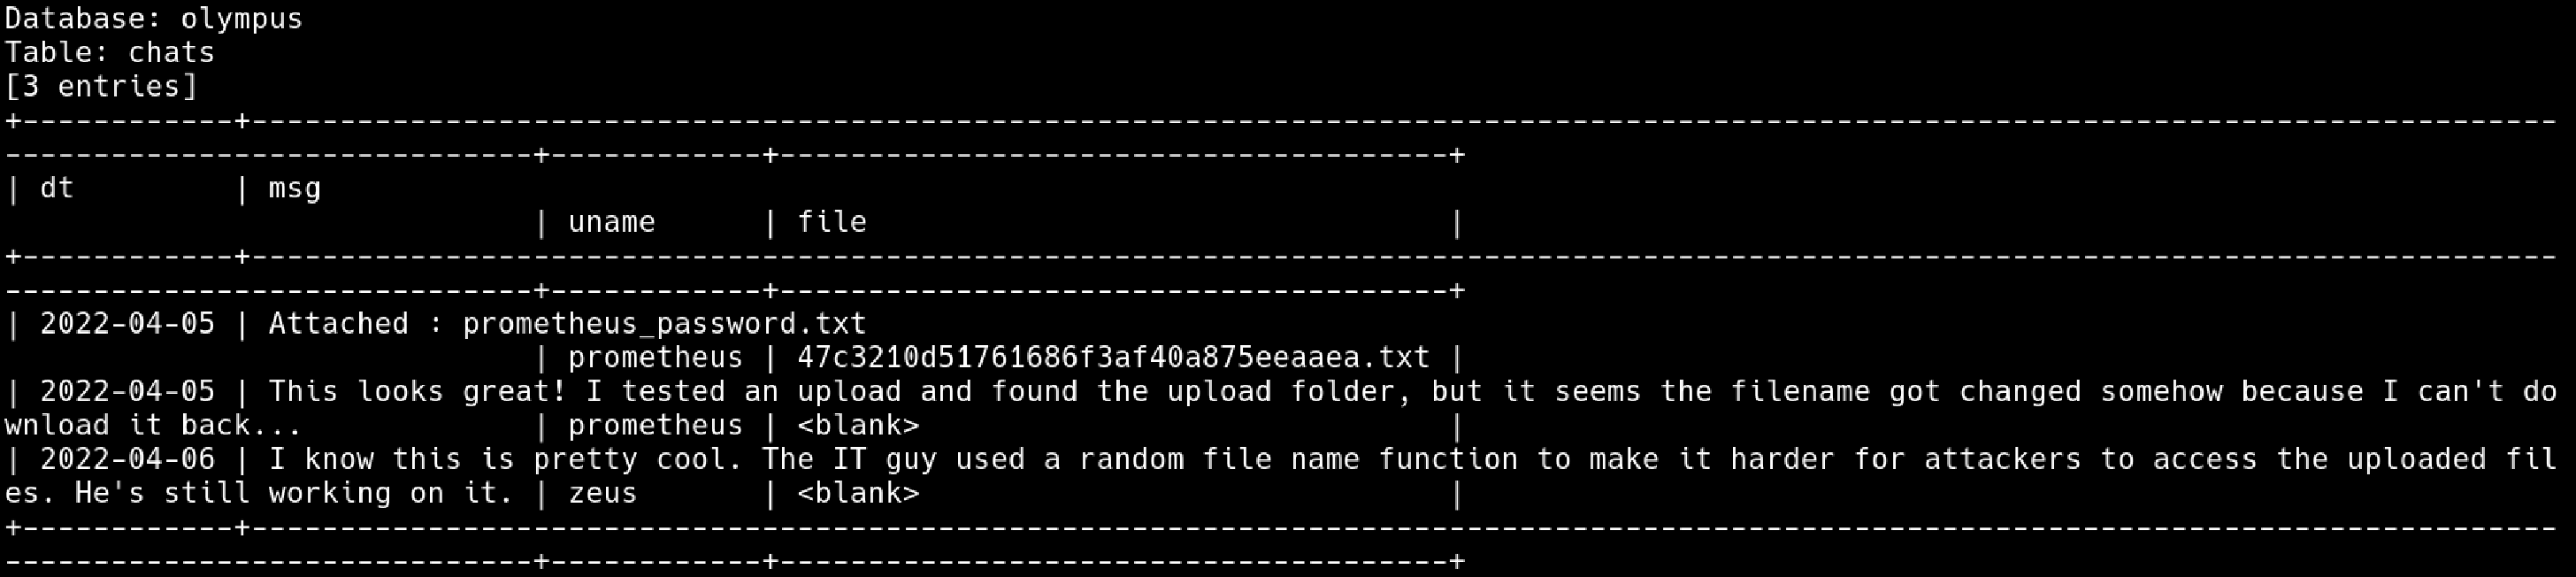 Database: olympus
Table: chats
[3 entries]
| dt | msg
| uname | file |
| 2022-04-05 | Attached : prometheus_password.txt
| prometheus | 47c3210d51761686f3af40a875eeaaea.txt |
| 2022-04-05 | This looks great! I tested an upload and found the upload folder, but it seems the filename got changed somehow because I can't do
wnload it back... | prometheus | <blank> |
| 2022-04-06 | I know this is pretty cool. The IT guy used a random file name function to make it harder for attackers to access the uploaded fil
es. He's still working on it. | zeus | <blank> |